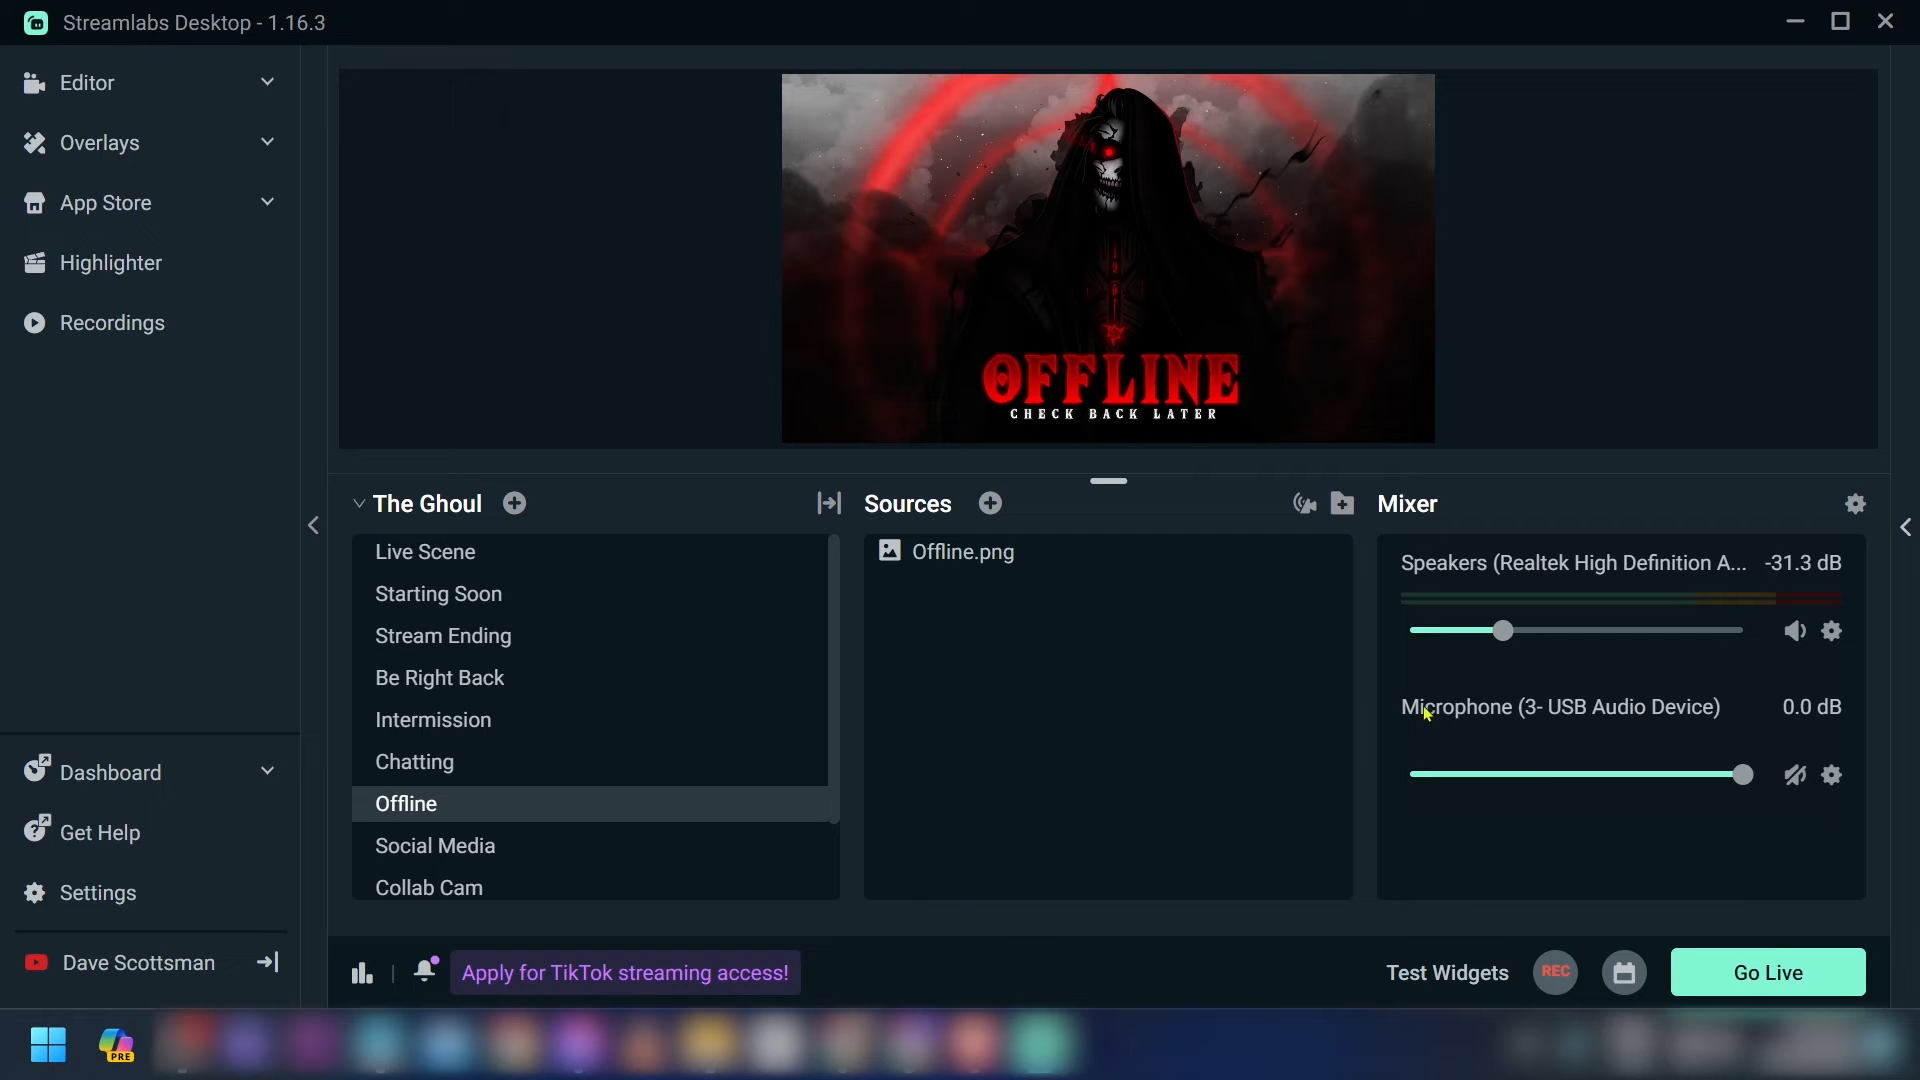 Streamlabs Desktop - 1.16.3
Editor
Overlays
App Store
Highlighter
Recordings
OFFLINE
CHECK BACK LATER
The Ghoul
Live Scene
Starting Soon
Stream Ending
Be Right Back
Intermission
Chatting
Offline
Social Media
Collab Cam
Sources
Offline.png
Mixer
Speakers (Realtek High Definition A... -31.3 dB
Microphone (3- USB Audio Device) 0.0 dB
Dashboard
Get Help
Settings
Dave Scottsman
Apply for TikTok streaming access!
Test Widgets
REC
Go Live
PRE